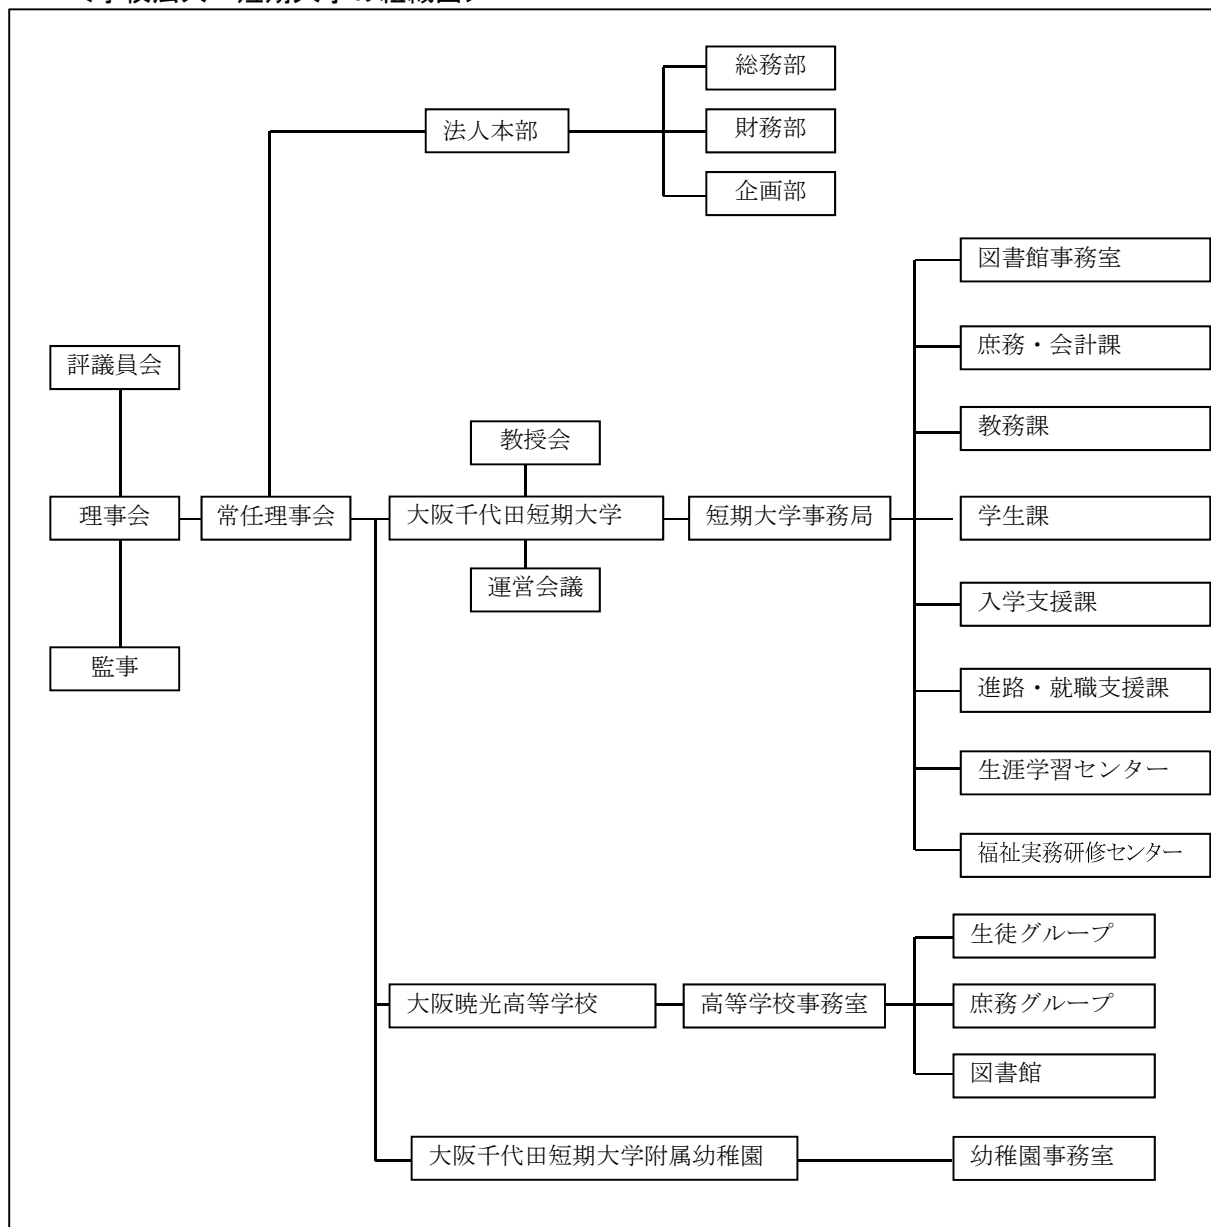 総務部
法人本部
財務部
企画部
図書館事務室
庶務・会計課
評議員会
教授会
教務課
理事会
常任理事会
大阪千代田短期大学
短期大学事務局
学生課
運営会議
入学支援課
監事
進路・就職支援課
生涯学習センター
福祉実務研修センター
生徒グループ
大阪暁光高等学校
高等学校事務室
庶務グループ
図書館
大阪千代田短期大学附属幼稚園
幼稚園事務室